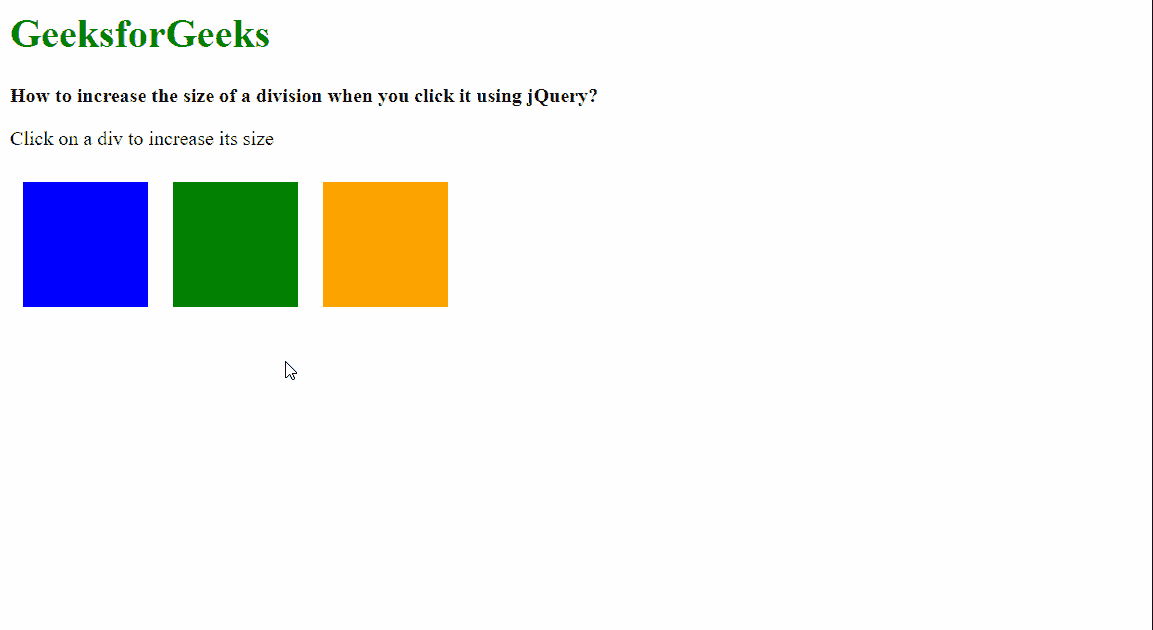 GeeksforGeeks
How to increase the size of a division when you click it using jQuery?
Click on a div to increase its size